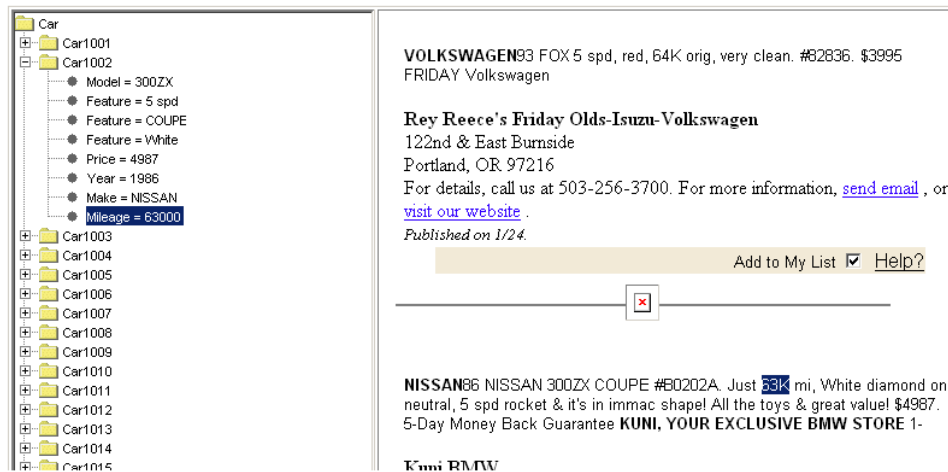 Car
Car1001
Car1002
Model = 300ZX
Feature = 5 spd
Feature = COUPE
Feature = White
Price = 4987
Year = 1986
Make = NISSAN
Mileage = 63000
Car1003
Car1004
Car1005
Car1006
Car1007
Car1008
Car1009
Car1010
Car1011
Car1012
Car1013
Car1014
Car1015
VOLKSWAGEN93 FOX 5 spd, red, 64K orig, very clean. #82836. $3995
FRIDAY Volkswagen
Rey Reece's Friday Olds-Isuzu-Volkswagen
122nd & East Burnside
Portland, OR 97216
For details, call us at 503-256-3700. For more information, send email , or
visit our website .
Published on 1/24.
Add to My List Help?
NISSAN86 NISSAN 300ZX COUPE #B0202A. Just 63K mi, White diamond on
neutral, 5 spd rocket & it's in immac shape! All the toys & great value! $4987.
5-Day Money Back Guarantee KUNI, YOUR EXCLUSIVE BMW STORE 1-
Kuni BMW